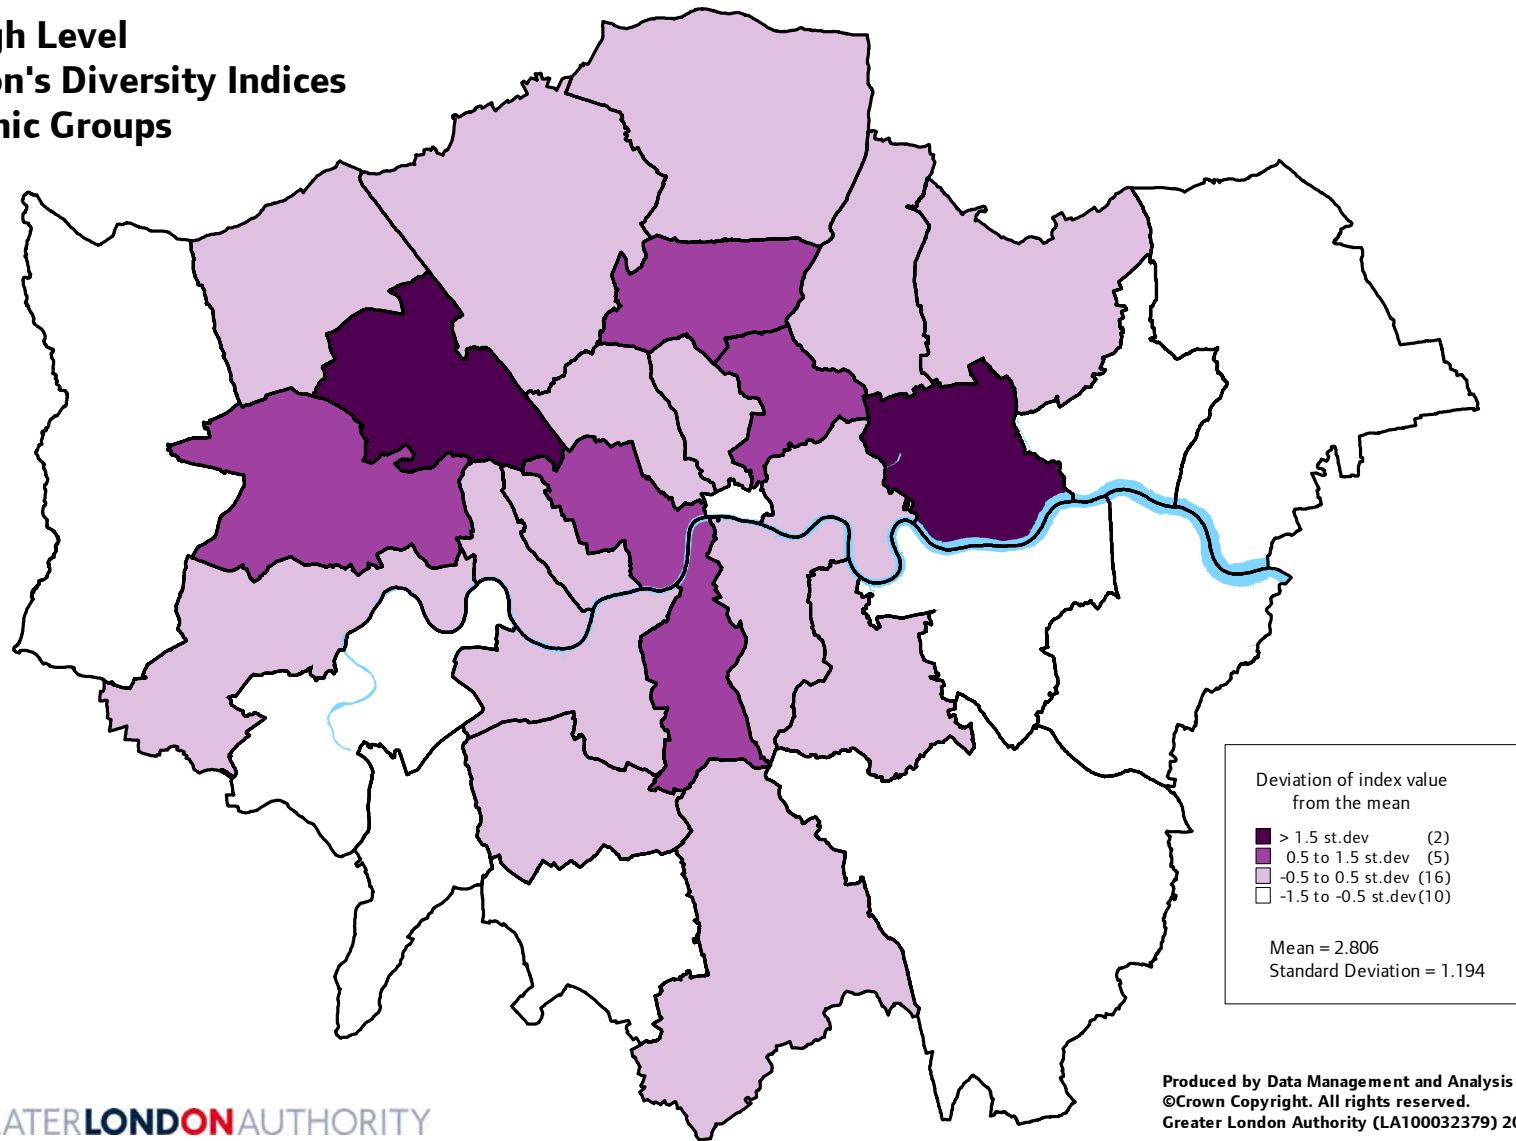 gh Level
on's Diversity Indices
nic Groups
Deviation of index value
from the mean
> 1.5 st.dev (2)
0.5 to 1.5 st.dev (5)
-0.5 to 0.5 st.dev (16)
-1.5 to -0.5 st.dev (10)
Mean = 2.806
Standard Deviation = 1.194
Produced by Data Management and Analysis
©Crown Copyright. All rights reserved.
Greater London Authority (LA100032379) 20
EATERLONDONAUTHORITY